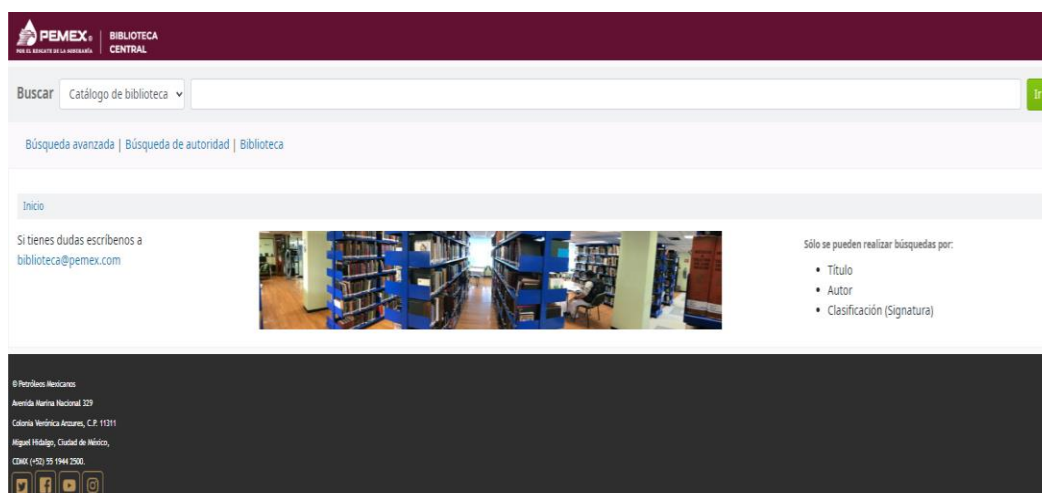 PEMEX®
POR EL RESCATE DE LA SOBERANÍA
BIBLIOTECA
CENTRAL
Buscar
Catálogo de biblioteca
Ir
Búsqueda avanzada | Búsqueda de autoridad | Biblioteca
Inicio
Si tienes dudas escríbenos a
biblioteca@pemex.com
Sólo se pueden realizar búsquedas por:
• Título
• Autor
• Clasificación (Signatura)
© Petróleos Mexicanos
Avenida Marina Nacional 329
Colonia Verónica Anzures, C.P. 11311
Miguel Hidalgo, Ciudad de México,
CDMX (+52) 55 1944 2500.